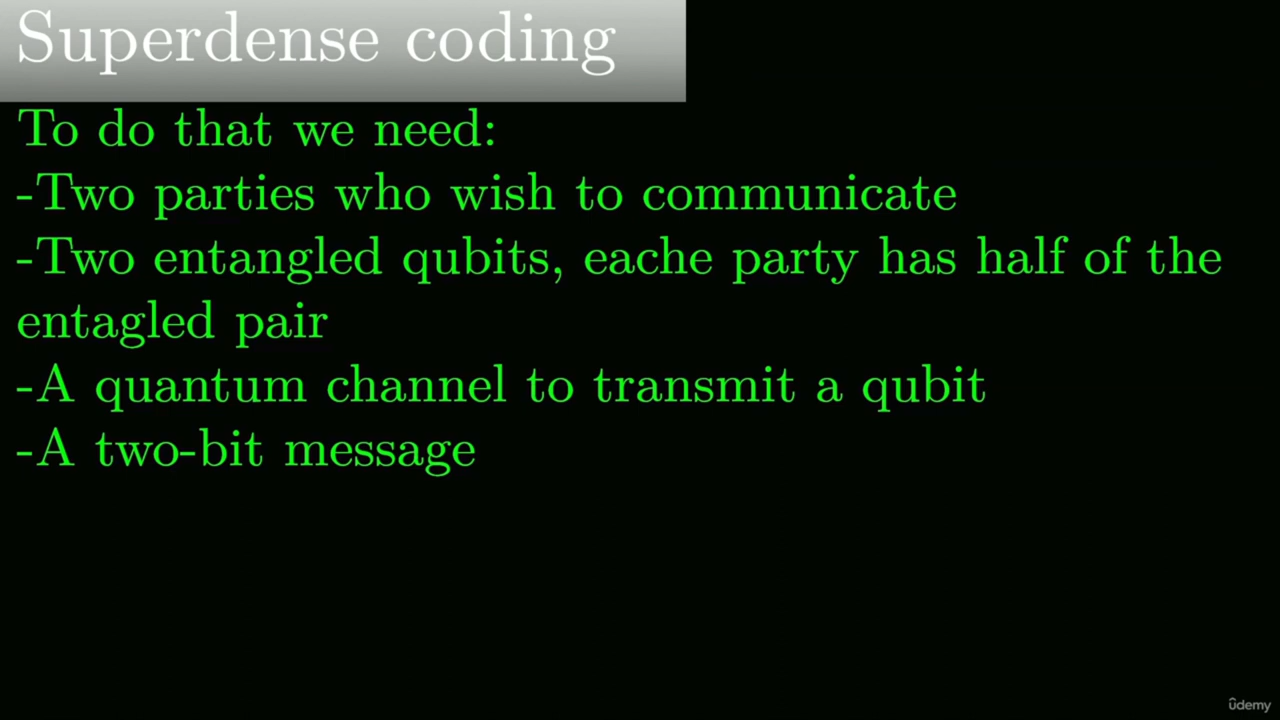 Superdense coding
To do that we need:
-Two parties who wish to communicate
-Two entangled qubits, eache party has half of the
entagled pair
-A quantum channel to transmit a qubit
-A two-bit message
ûdemy